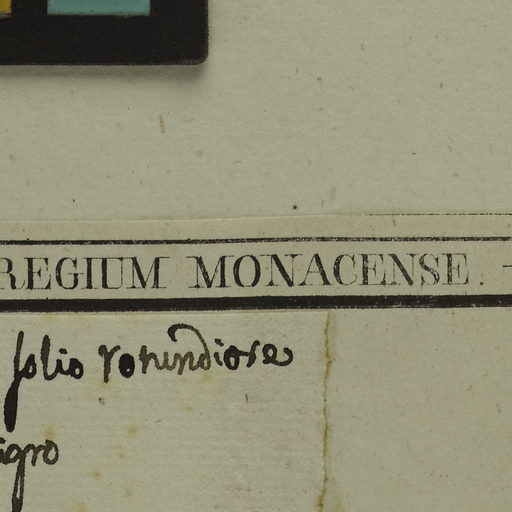 REGIUM MONACENSE. -
folio rotundiore
igro